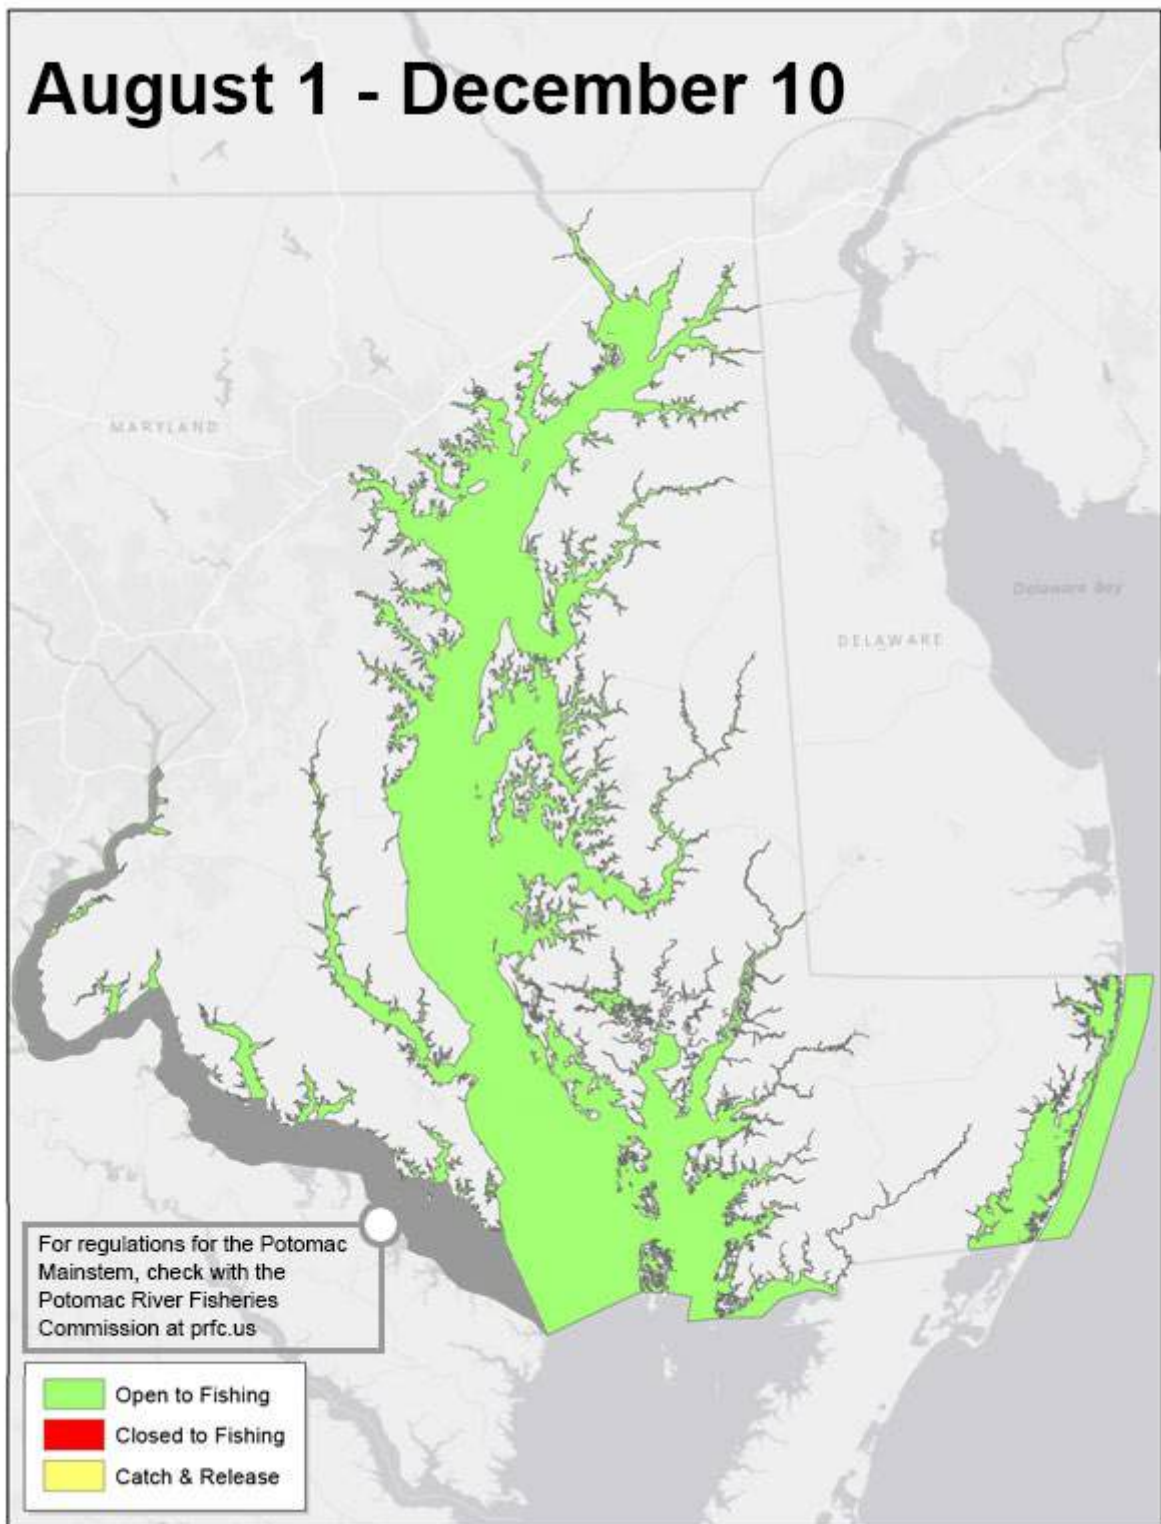 August 1 - December 10
MARYLAND
Delaware Bay
DELAWARE
For regulations for the Potomac
Mainstem, check with the
Potomac River Fisheries
Commission at prfc.us
Open to Fishing
Closed to Fishing
Catch & Release